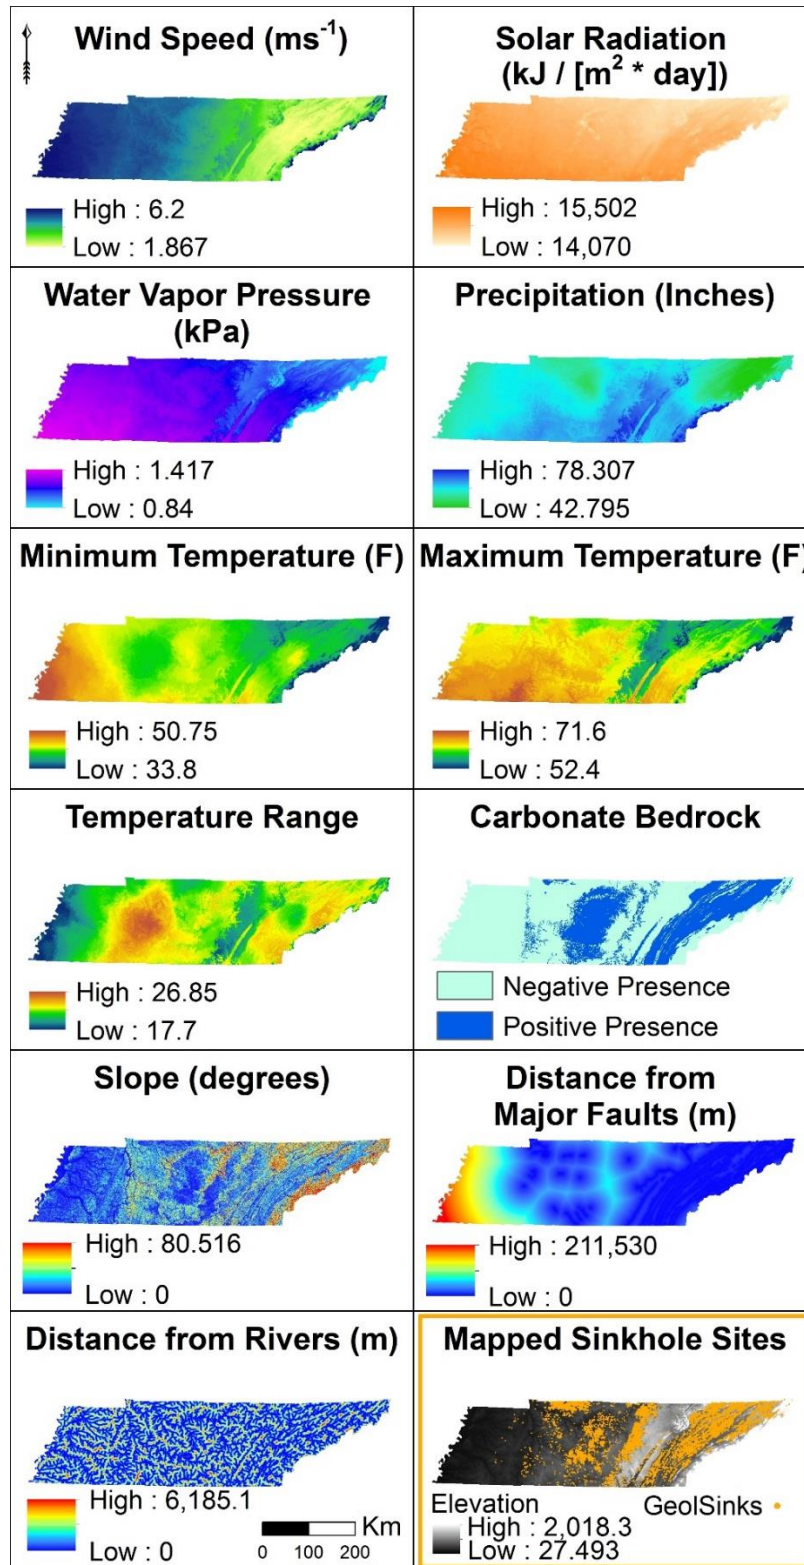 Wind Speed (ms⁻¹)
High : 6.2
Low : 1.867
Solar Radiation
(kJ / [m² * day])
High : 15,502
Low : 14,070
Water Vapor Pressure
(kPa)
High : 1.417
Low : 0.84
Precipitation (Inches)
High : 78.307
Low : 42.795
Minimum Temperature (F)
High : 50.75
Low : 33.8
Maximum Temperature (F)
High : 71.6
Low : 52.4
Temperature Range
High : 26.85
Low : 17.7
Carbonate Bedrock
Negative Presence
Positive Presence
Slope (degrees)
High : 80.516
Low : 0
Distance from
Major Faults (m)
High : 211,530
Low : 0
Distance from Rivers (m)
High : 6,185.1
Low : 0
Km
0 100 200
Mapped Sinkhole Sites
Elevation
GeolSinks
High : 2,018.3
Low : 27.493